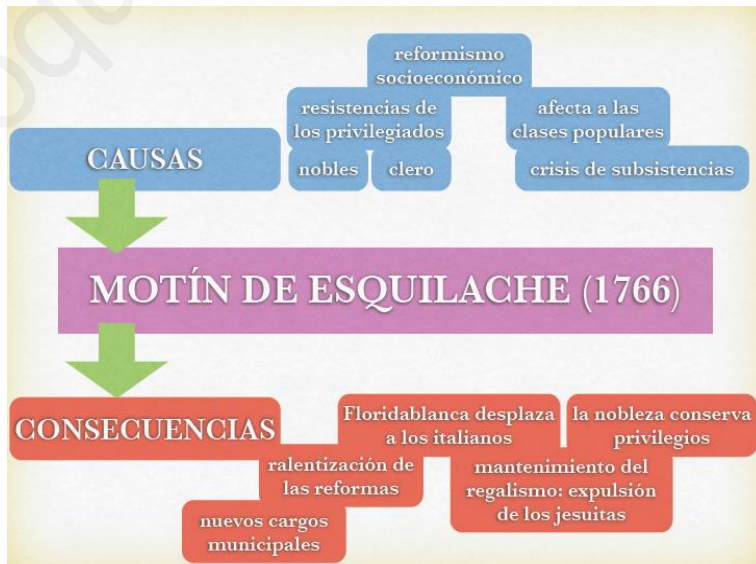 reformismo
socioeconómico
resistencias de
los privilegiados
afecta a las
clases populares
CAUSAS
nobles
clero
crisis de subsistencias
MOTÍN DE ESQUILACHE (1766)
CONSECUENCIAS
Floridablanca desplaza
a los italianos
la nobleza conserva
privilegios
ralentización de
las reformas
mantenimiento del
regalismo: expulsión
de los jesuitas
nuevos cargos
municipales